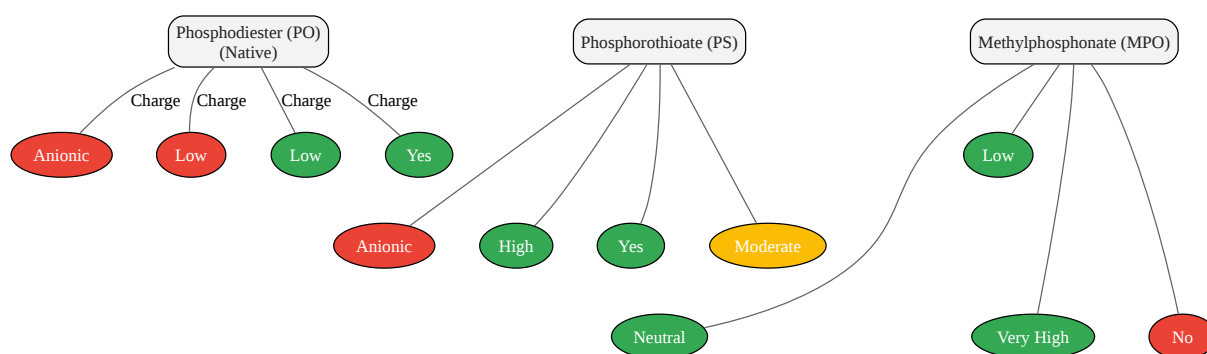 Phosphodiester (PO)
(Native)
Phosphorothioate (PS)
Methylphosphonate (MPO)
Charge
Charge
Charge
Charge
Anionic
Low
Low
Yes
Low
Anionic
High
Yes
Moderate
Neutral
Very High
No